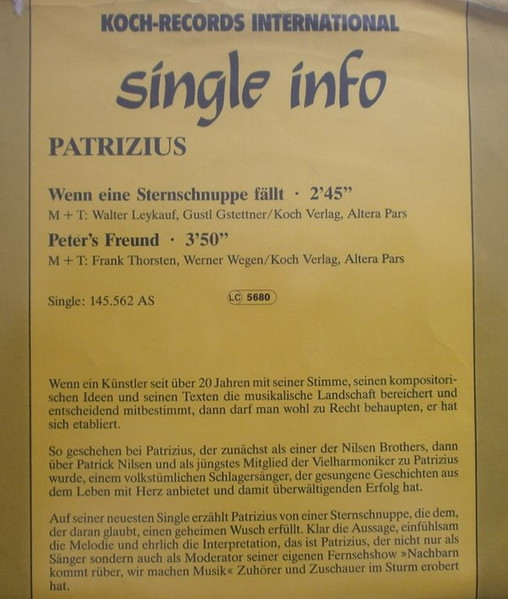 KOCH-RECORDS INTERNATIONAL
single info
PATRIZIUS
Wenn eine Sternschnuppe fällt · 2'45”
M + T: Walter Leykauf, Gustl Gstettner/Koch Verlag, Altera Pars
Peter's Freund · 3'50”
M + T: Frank Thorsten, Werner Wegen/Koch Verlag, Altera Pars
Single: 145.562 AS LC 5680
Wenn ein Künstler seit über 20 Jahren mit seiner Stimme, seinen kompositori-
schen Ideen und seinen Texten die musikalische Landschaft bereichert und
entscheidend mitbestimmt, dann darf man wohl zu Recht behaupten, er hat
sich etabliert.
So geschehen bei Patrizius, der zunächst als einer der Nilsen Brothers, dann
über Patrick Nilsen und als jüngstes Mitglied der Vielharmoniker zu Patrizius
wurde, einem volkstümlichen Schlagersänger, der gesungene Geschichten aus
dem Leben mit Herz anbietet und damit überwältigenden Erfolg hat.
Auf seiner neuesten Single erzählt Patrizius von einer Sternschnuppe, die dem,
der daran glaubt, einen geheimen Wusch erfüllt. Klar die Aussage, einfühlsam
die Melodie und ehrlich die Interpretation, das ist Patrizius, der nicht nur als
Sänger sondern auch als Moderator seiner eigenen Fernsehshow »Nachbarn
kommt rüber, wir machen Musik« Zuhörer und Zuschauer im Sturm erobert
hat.